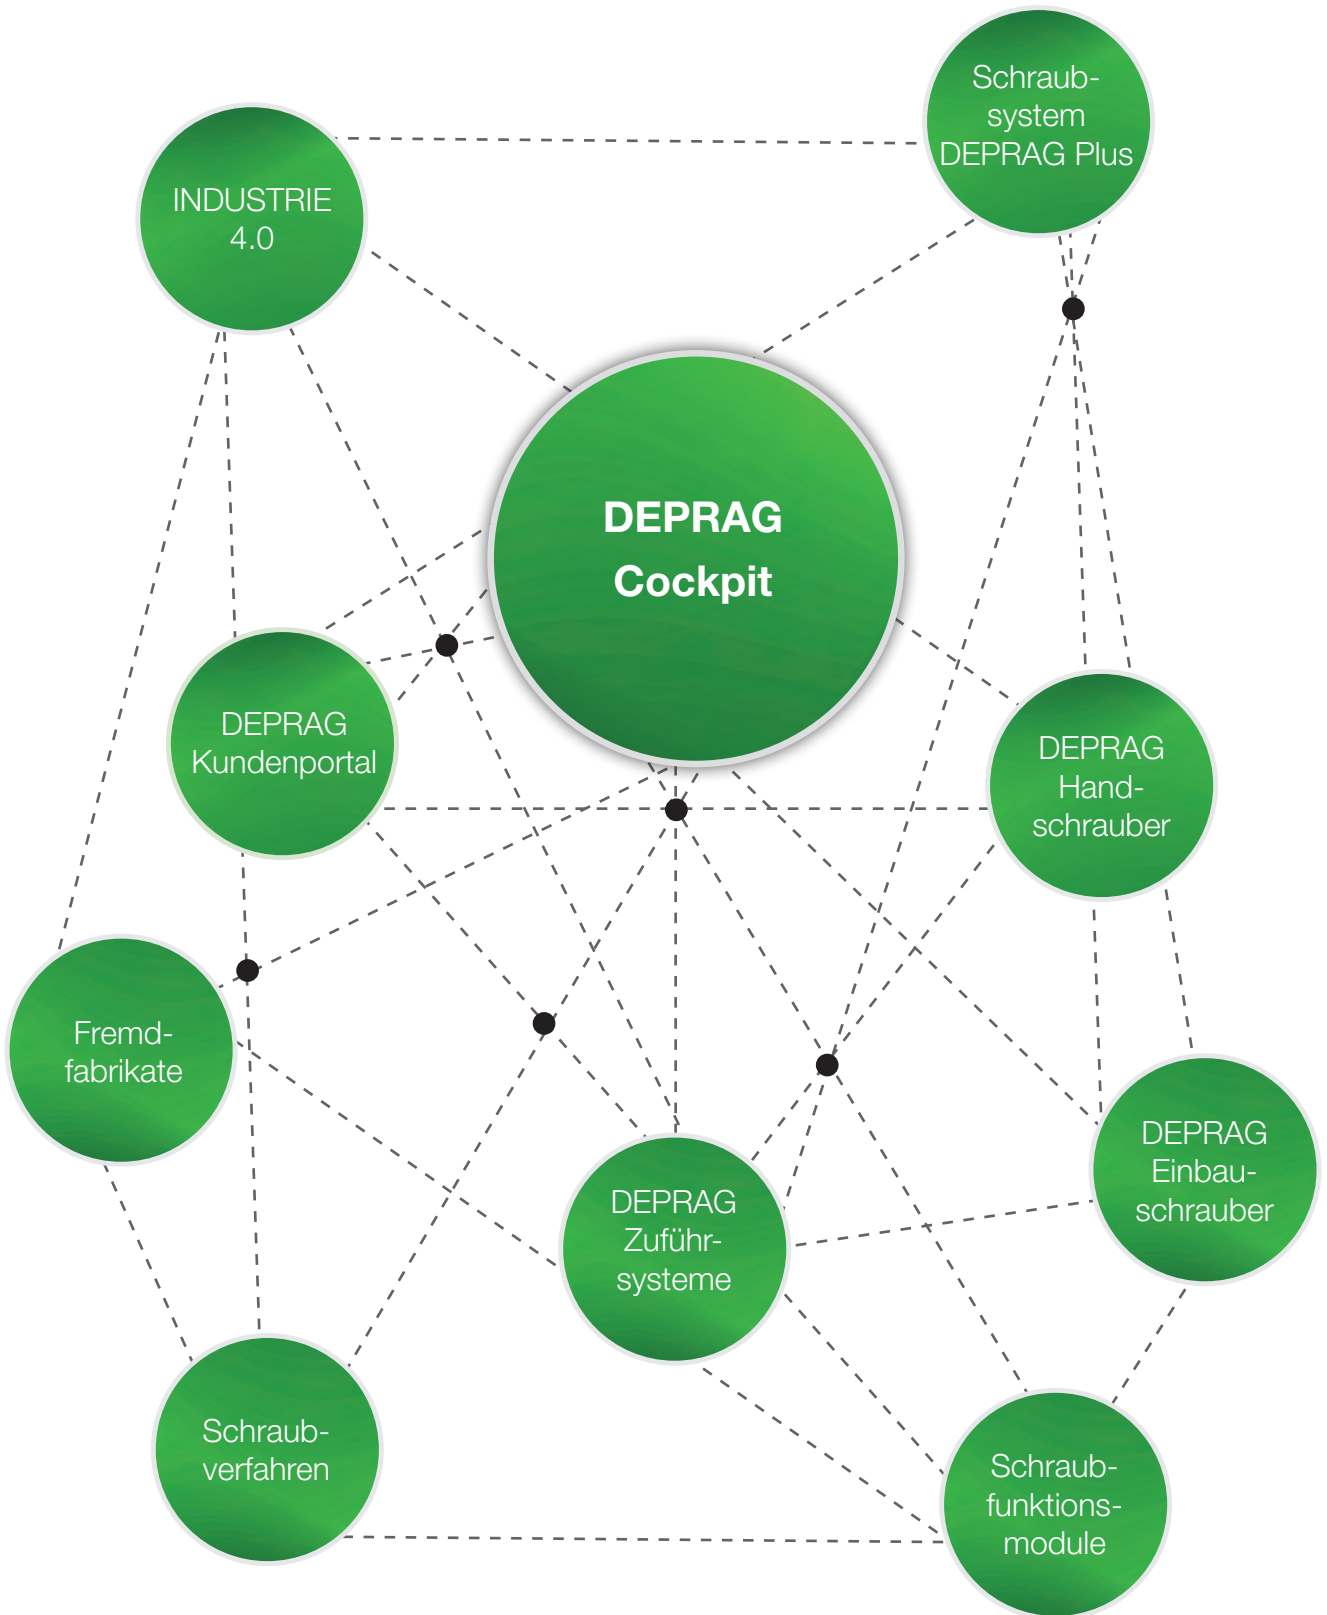 Schraub-
system
DEPRAG Plus
INDUSTRIE
4.0
DEPRAG
Cockpit
DEPRAG
Kundenportal
DEPRAG
Hand-
schrauber
Fremd-
fabrikate
DEPRAG
Einbau-
schrauber
DEPRAG
Zuführ-
systeme
Schraub-
verfahren
Schraub-
funktions-
module